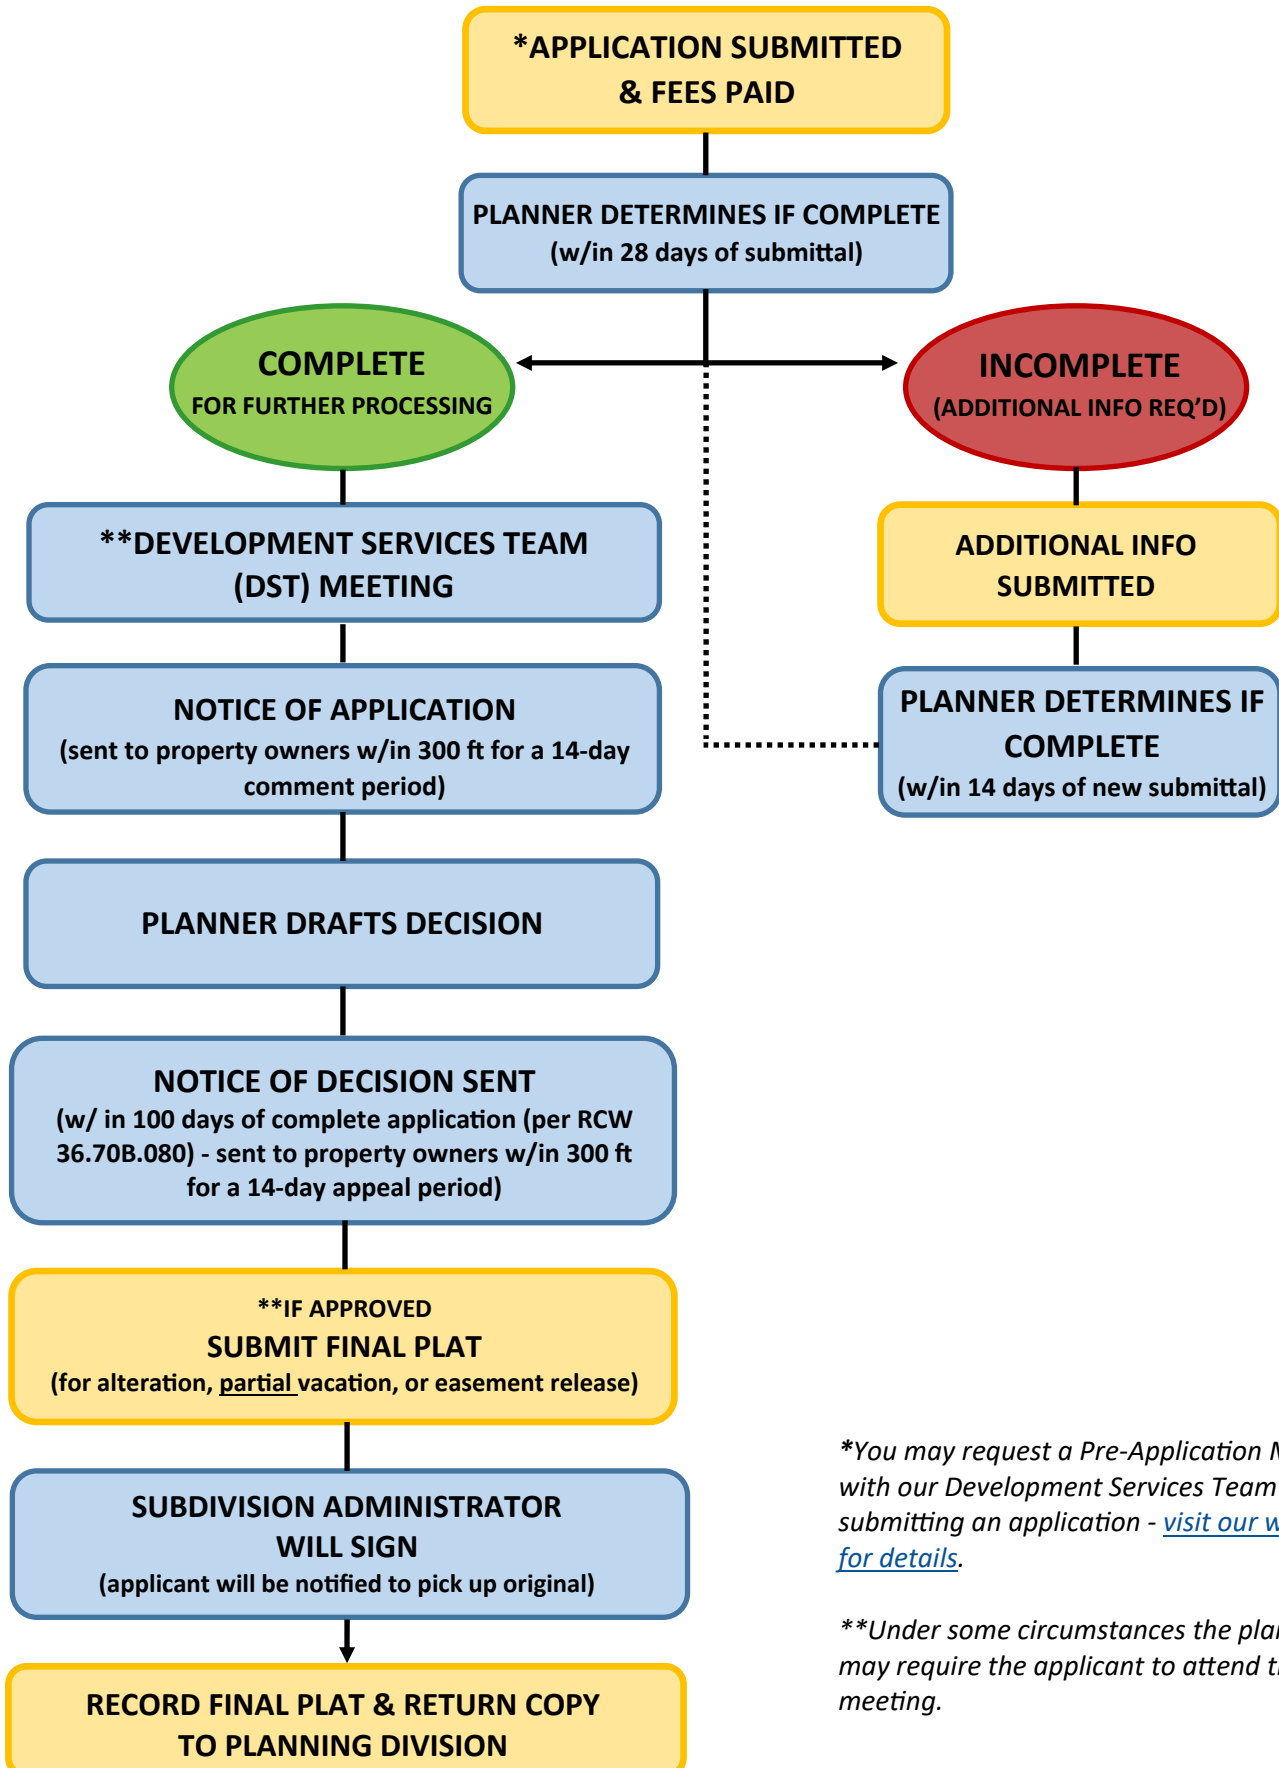 *APPLICATION SUBMITTED
& FEES PAID
PLANNER DETERMINES IF COMPLETE
(w/in 28 days of submittal)
COMPLETE
FOR FURTHER PROCESSING
INCOMPLETE
(ADDITIONAL INFO REQ'D)
**DEVELOPMENT SERVICES TEAM
(DST) MEETING
ADDITIONAL INFO
SUBMITTED
NOTICE OF APPLICATION
(sent to property owners w/in 300 ft for a 14-day
comment period)
PLANNER DETERMINES IF
COMPLETE
(w/in 14 days of new submittal)
PLANNER DRAFTS DECISION
NOTICE OF DECISION SENT
(w/ in 100 days of complete application (per RCW
36.70B.080) - sent to property owners w/in 300 ft
for a 14-day appeal period)
**IF APPROVED
SUBMIT FINAL PLAT
(for alteration, partial vacation, or easement release)
SUBDIVISION ADMINISTRATOR
WILL SIGN
(applicant will be notified to pick up original)
RECORD FINAL PLAT & RETURN COPY
TO PLANNING DIVISION
*You may request a Pre-Application
with our Development Services Team
submitting an application - visit our
for details.
**Under some circumstances the
may require the applicant to attend
meeting.